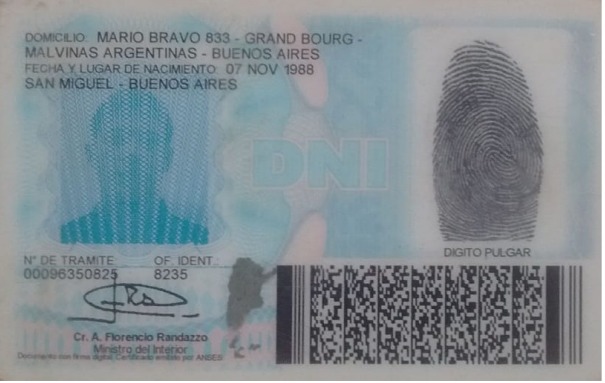 DOMICILIO: MARIO BRAVO 833 - GRAND BOURG -
MALVINAS ARGENTINAS - BUENOS AIRES
FECHA Y LUGAR DE NACIMIENTO: 07 NOV 1988
SAN MIGUEL - BUENOS AIRES
DNI
DIGITO PULGAR
N° DE TRAMITE OF. IDENT.
00096350825 8235
Cr. A. Florencio Randazzo
Ministro del Interior
Documento con firma digital. Certificado emitido por ANSES